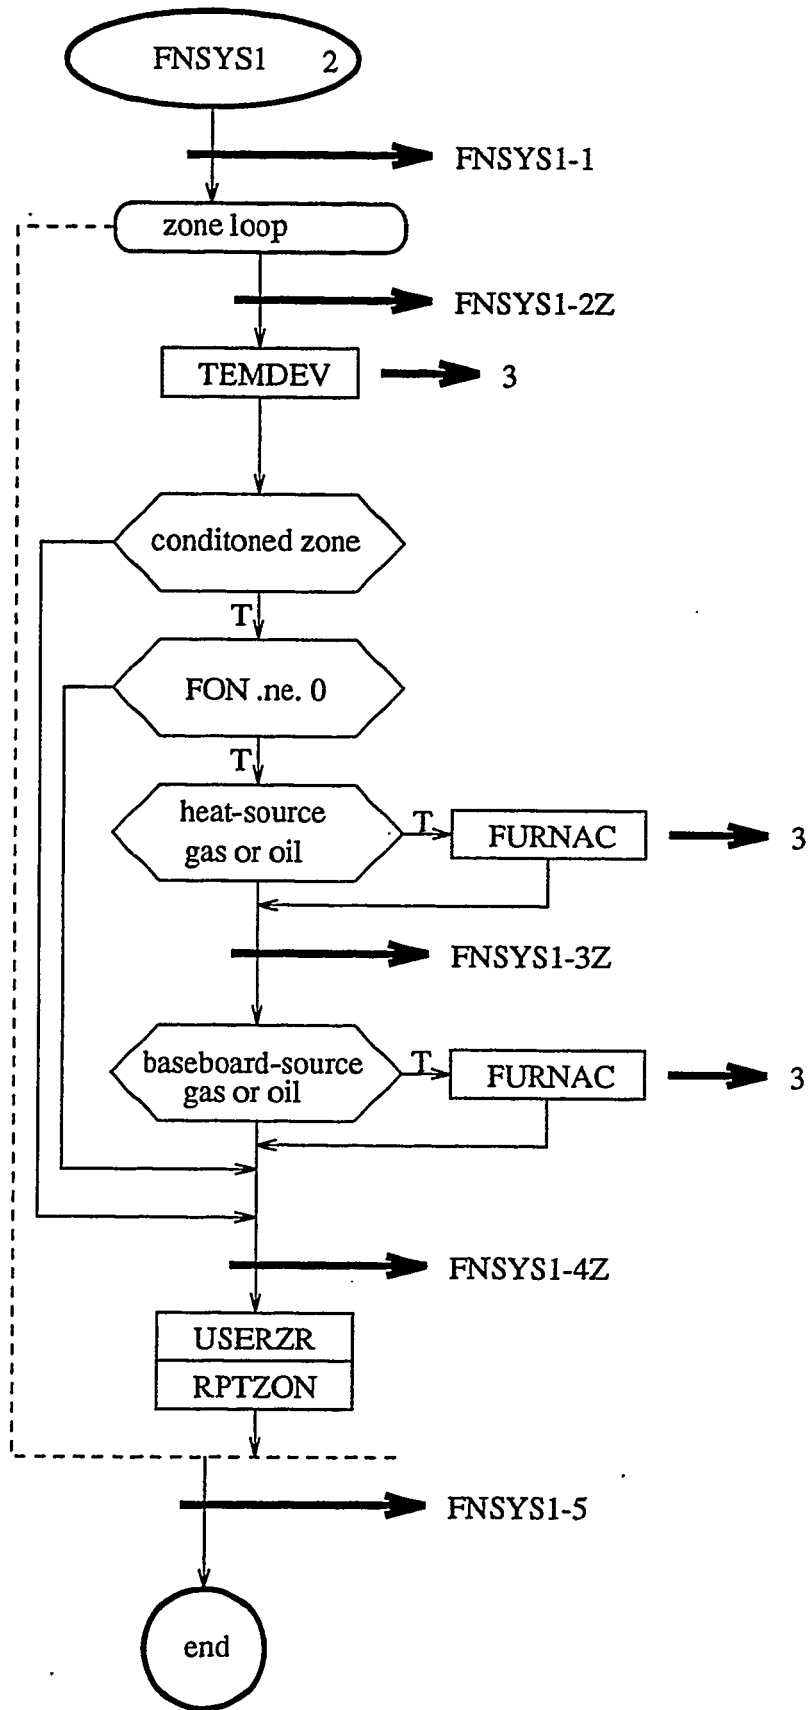 FNSYS1 2
FNSYS1-1
zone loop
FNSYS1-2Z
TEMDEV
3
conditoned zone
T
FON .ne. 0
T
heat-source
gas or oil
T
FURNAC
3
FNSYS1-3Z
baseboard-source
gas or oil
T
FURNAC
3
FNSYS1-4Z
USERZR
RPTZON
FNSYS1-5
end